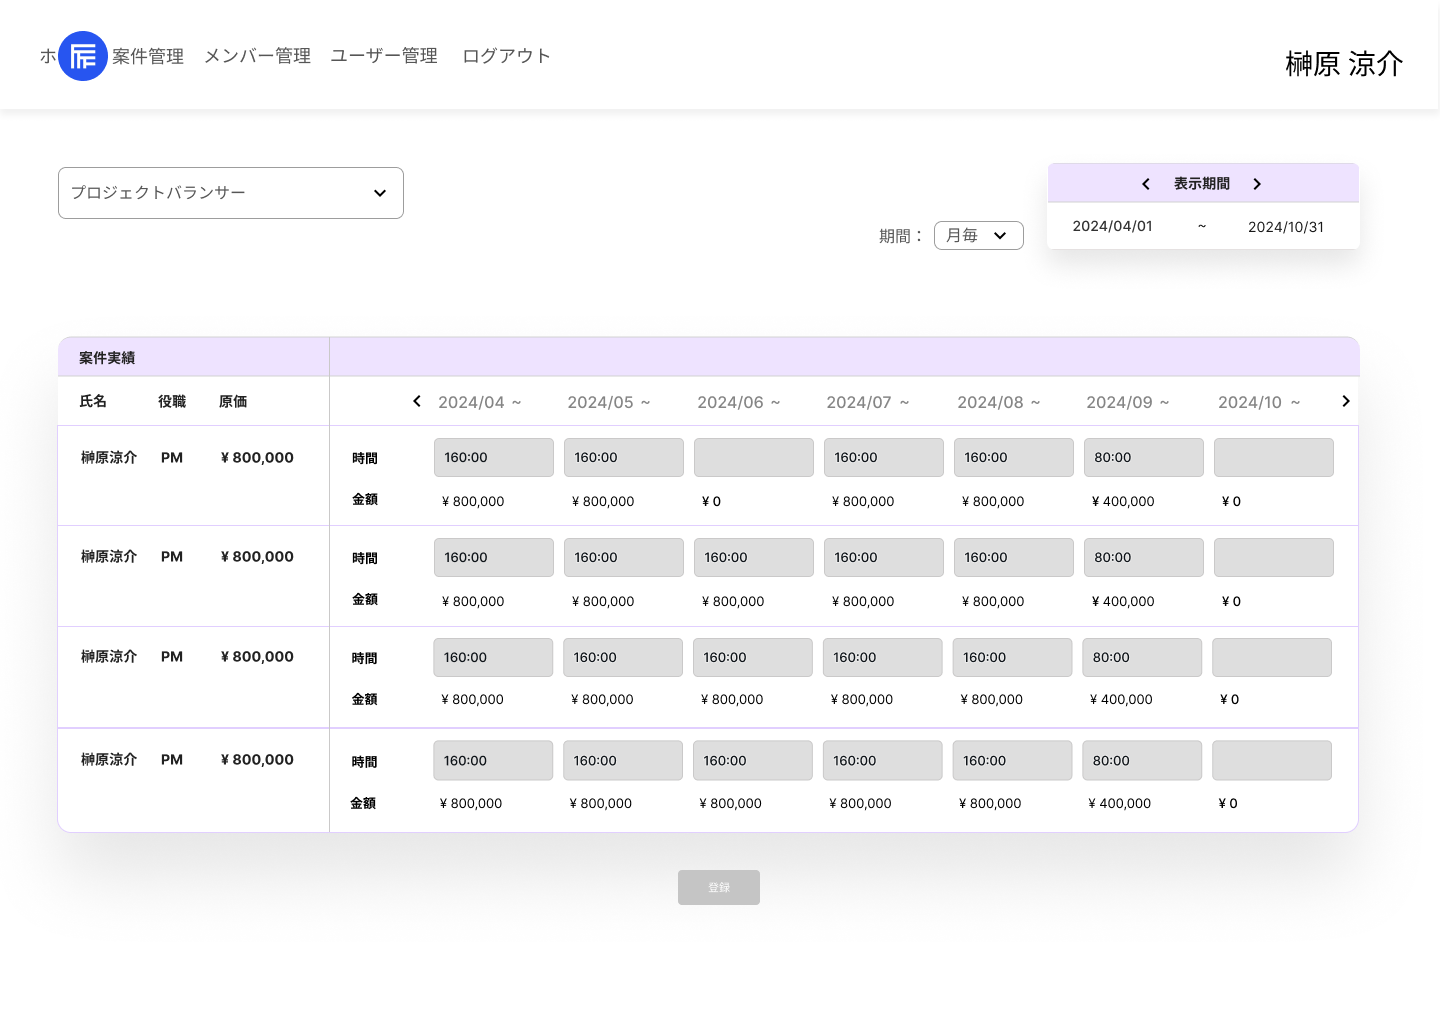 ホ 案件管理 メンバー管理 ユーザー管理 ログアウト
榊原 涼介
プロジェクトバランサー
表示期間
期間： 月毎
2024/04/01 ~ 2024/10/31
案件実績
氏名 役職 原価 2024/04 ~ 2024/05 ~ 2024/06 ~ 2024/07 ~ 2024/08 ~ 2024/09 ~ 2024/10 ~
榊原涼介 PM ¥ 800,000 時間 160:00 160:00 160:00 160:00 80:00
金額 ¥ 800,000 ¥ 800,000 ¥ 0 ¥ 800,000 ¥ 800,000 ¥ 400,000 ¥ 0
榊原涼介 PM ¥ 800,000 時間 160:00 160:00 160:00 160:00 160:00 80:00
金額 ¥ 800,000 ¥ 800,000 ¥ 800,000 ¥ 800,000 ¥ 800,000 ¥ 400,000 ¥ 0
榊原涼介 PM ¥ 800,000 時間 160:00 160:00 160:00 160:00 160:00 80:00
金額 ¥ 800,000 ¥ 800,000 ¥ 800,000 ¥ 800,000 ¥ 800,000 ¥ 400,000 ¥ 0
榊原涼介 PM ¥ 800,000 時間 160:00 160:00 160:00 160:00 160:00 80:00
金額 ¥ 800,000 ¥ 800,000 ¥ 800,000 ¥ 800,000 ¥ 800,000 ¥ 400,000 ¥ 0
登録